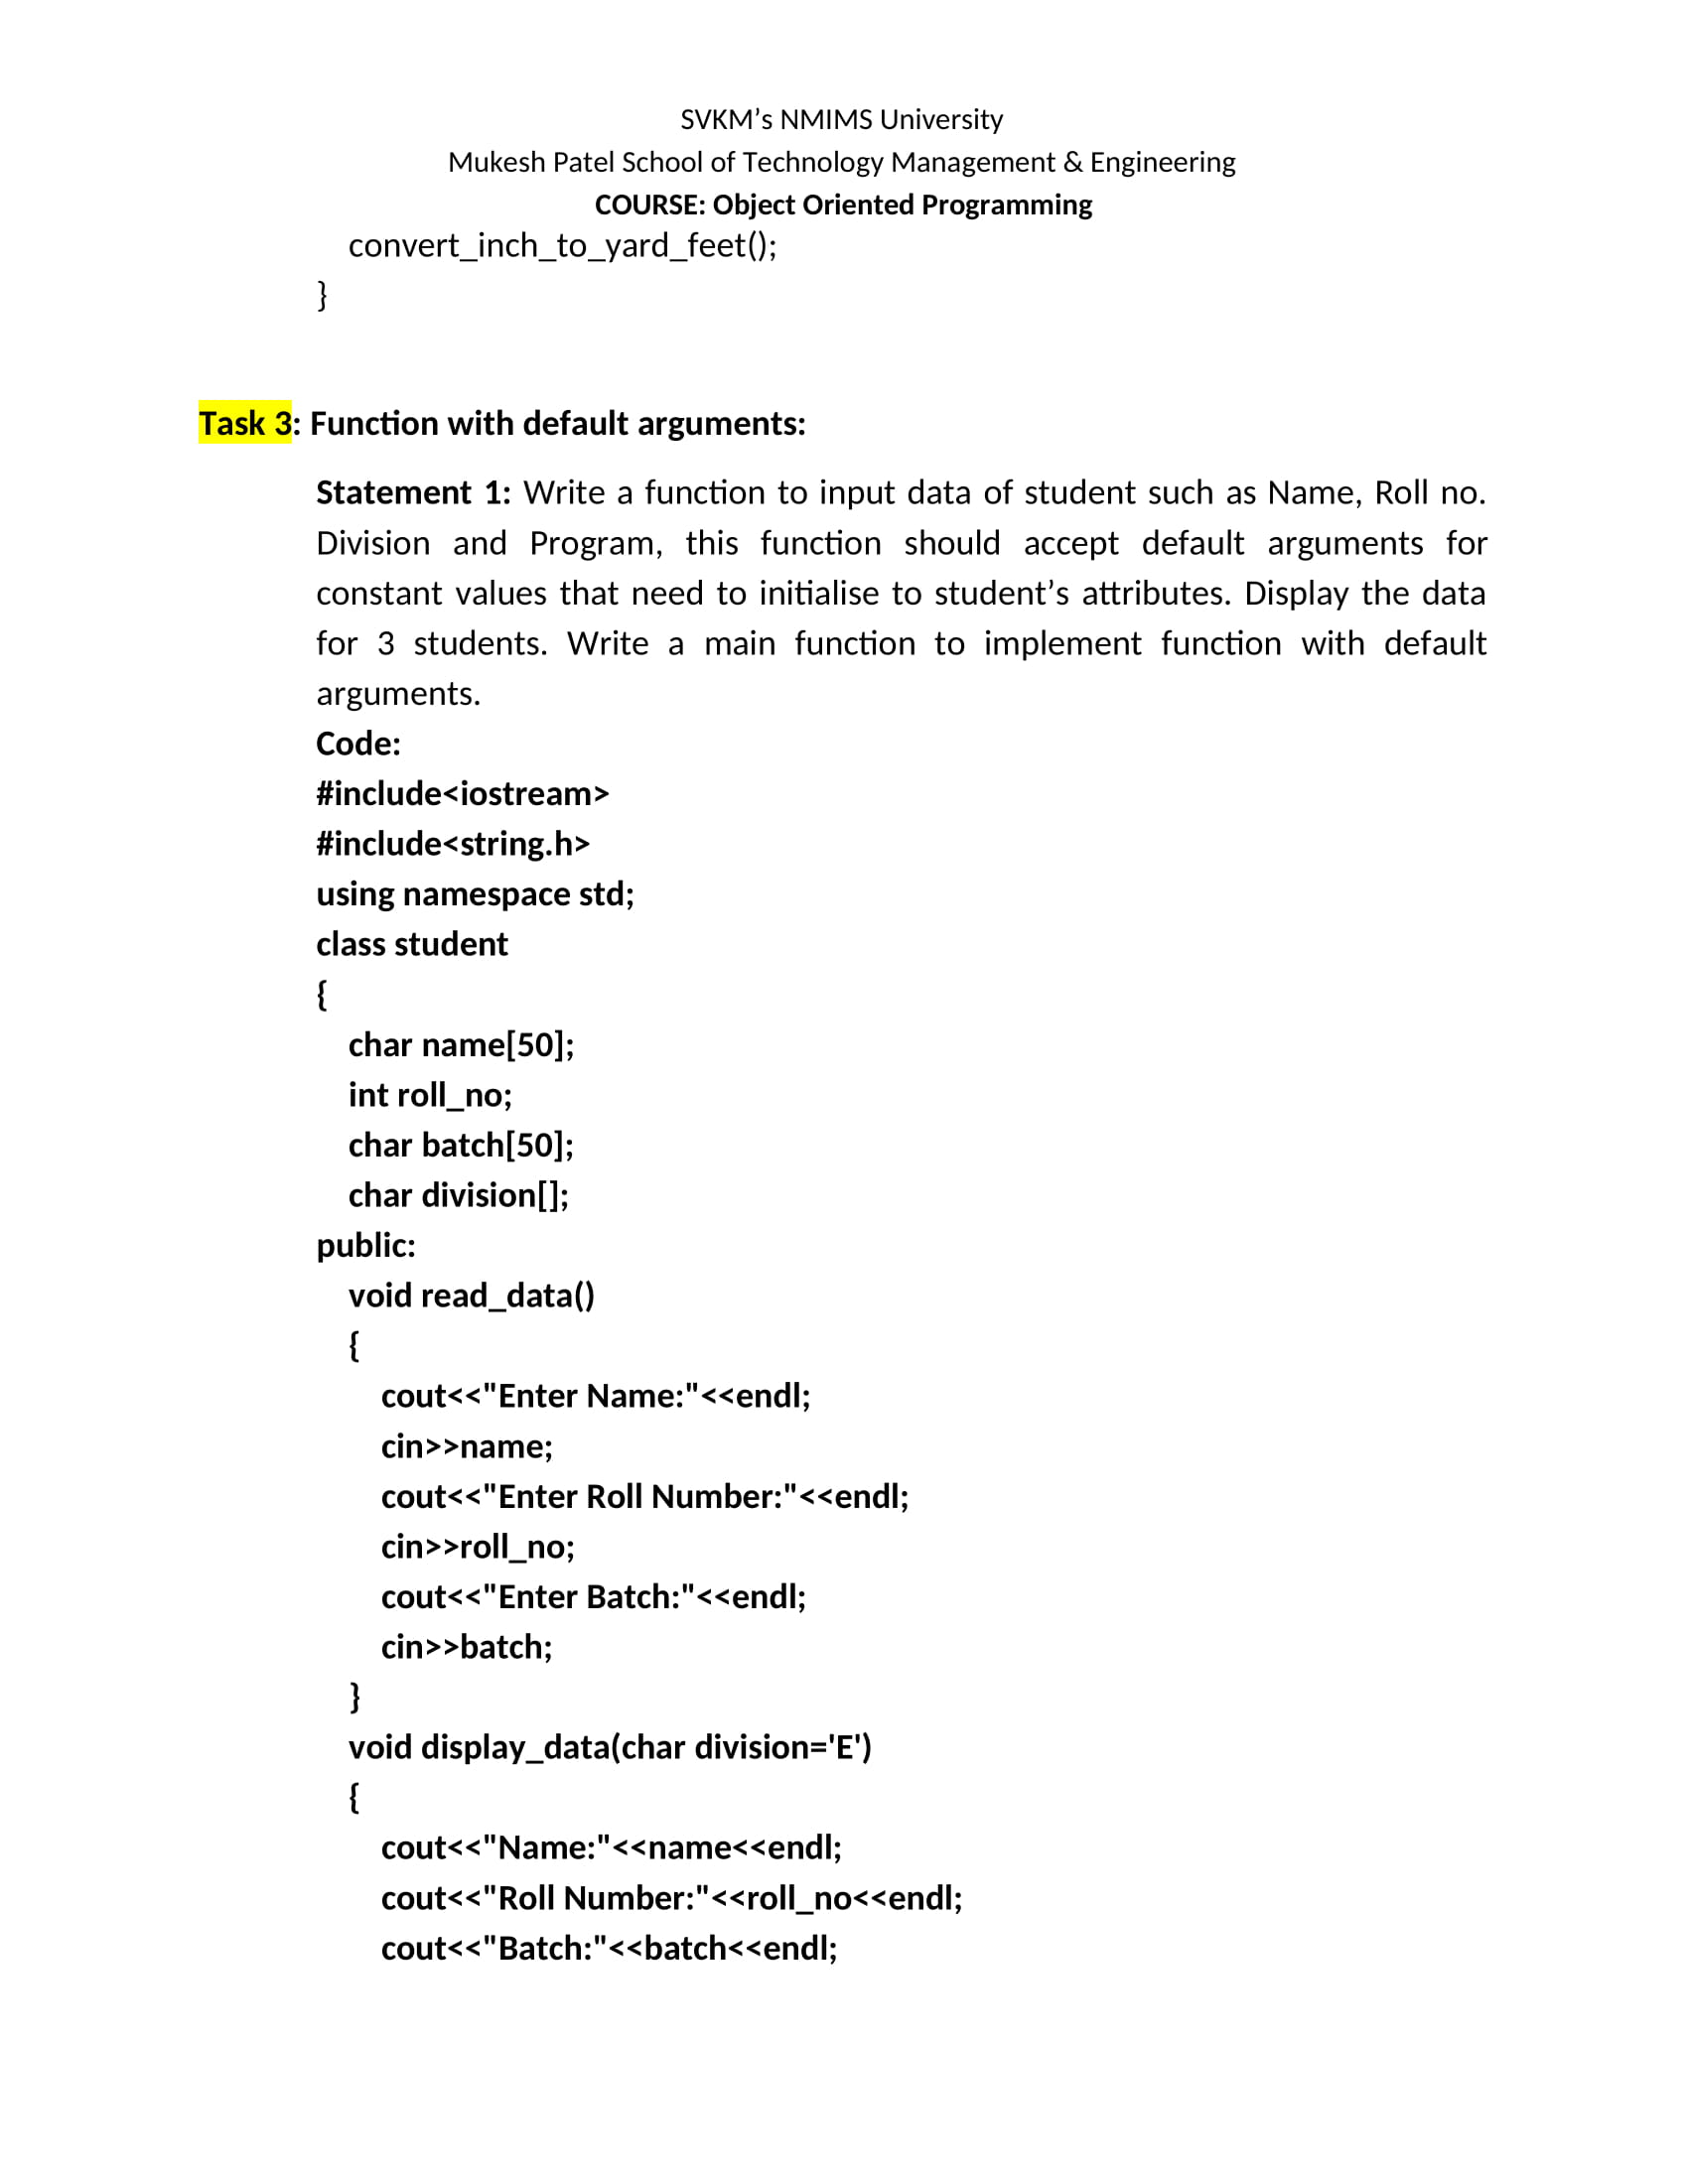 SVKM’s NMIMS University
Mukesh Patel School of Technology Management & Engineering
COURSE: Object Oriented Programming
convert_inch_to_yard_feet();
}
Task 3: Function with default arguments:
Statement 1: Write a function to input data of student such as Name, Roll no.
Division and Program, this function should accept default arguments for
constant values that need to initialise to student’s attributes. Display the data
for 3 students. Write a main function to implement function with default
arguments.
Code:
#include<iostream>
#include<string.h>
using namespace std;
class student
{
char name[50];
int roll_no;
char batch[50];
char division[];
public:
void read_data()
{
cout<<"Enter Name:"<<endl;
cin>>name;
cout<<"Enter Roll Number:"<<endl;
cin>>roll_no;
cout<<"Enter Batch:"<<endl;
cin>>batch;
}
void display_data(char division='E')
{
cout<<"Name:"<<name<<endl;
cout<<"Roll Number:"<<roll_no<<endl;
cout<<"Batch:"<<batch<<endl;